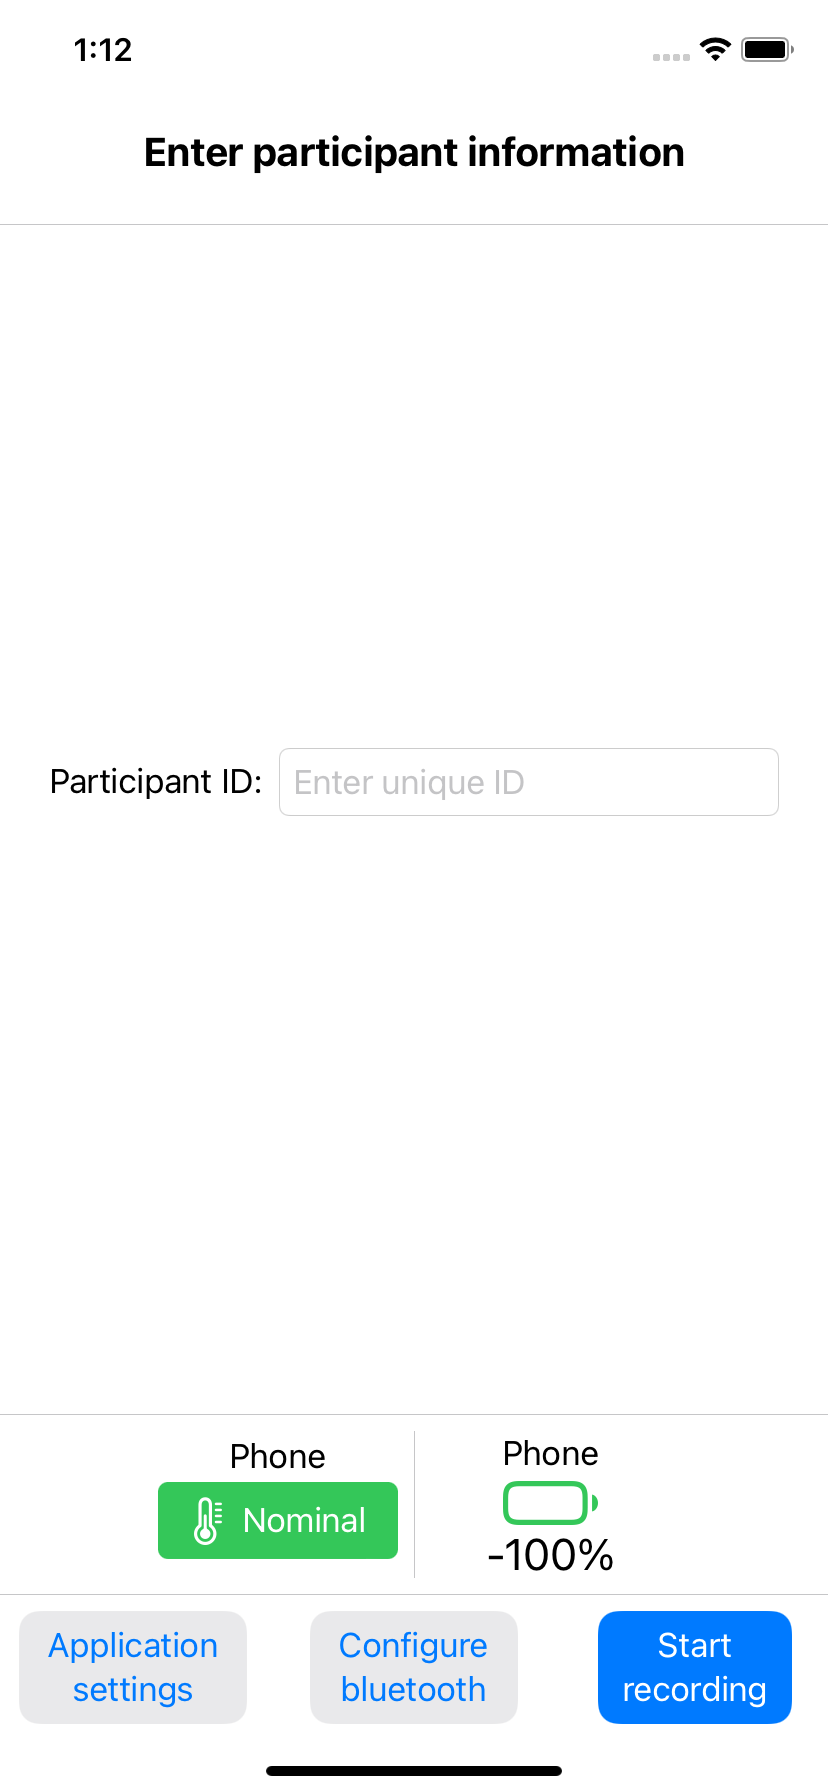 1:12
Enter participant information
Participant ID: Enter unique ID
Phone
Nominal
Phone
-100%
Application
settings
Configure
bluetooth
Start
recording